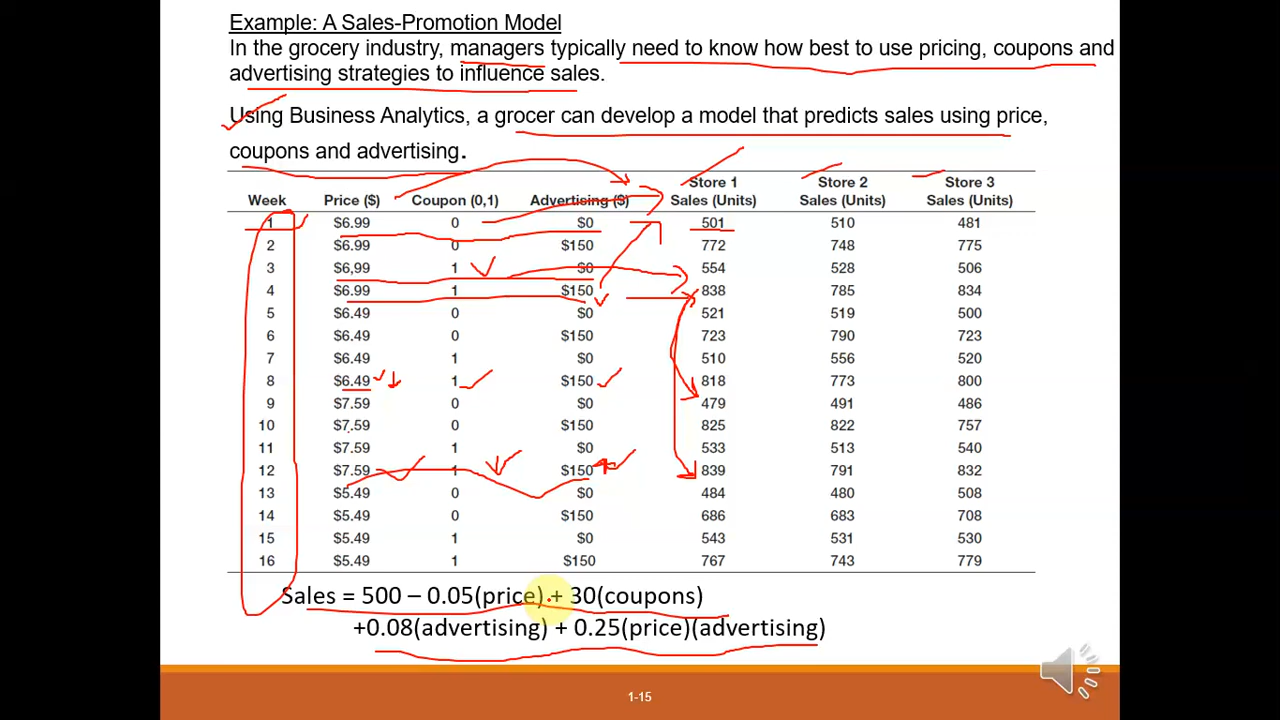 Example: A Sales-Promotion Model
In the grocery industry, managers typically need to know how best to use pricing, coupons and
advertising strategies to influence sales.
Using Business Analytics, a grocer can develop a model that predicts sales using price,
coupons and advertising.
Store 1 Store 2 Store 3
Week Price ($) Coupon (0,1) Advertising ($) Sales (Units) Sales (Units) Sales (Units)
1 $6.99 0 $0 501 510 481
2 $6.99 0 $150 772 748 775
3 $6,99 1 $0 554 528 506
4 $6.99 1 $150 838 785 834
5 $6.49 0 $0 521 519 500
6 $6.49 0 $150 723 790 723
7 $6.49 1 $0 510 556 520
8 $6.49 1 $150 818 773 800
9 $7.59 0 $0 479 491 486
10 $7.59 0 $150 825 822 757
11 $7.59 1 $0 533 513 540
12 $7.59 1 $150 839 791 832
13 $5.49 0 $0 484 480 508
14 $5.49 0 $150 686 683 708
15 $5.49 1 $0 543 531 530
16 $5.49 1 $150 767 743 779
Sales = 500 – 0.05(price) + 30(coupons)
+0.08(advertising) + 0.25(price)(advertising)
1-15